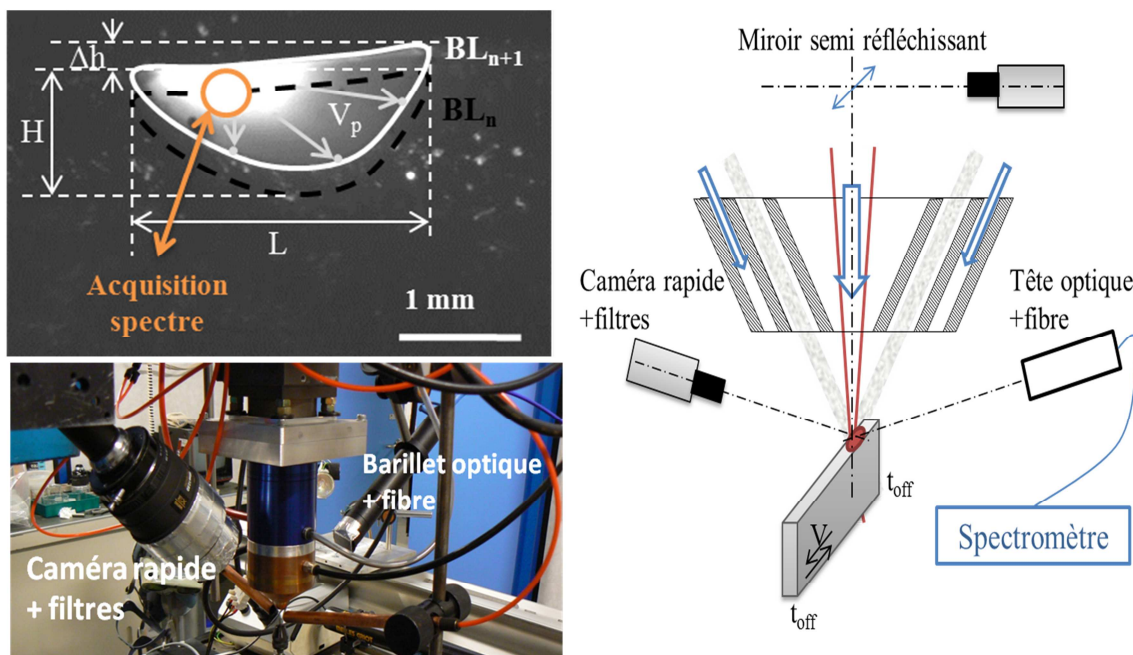 Δh
BLn+1
H
Vp
BLn
L
Acquisition
spectre
1 mm
Barillet optique
+ fibre
Caméra rapide
+ filtres
Miroir semi réfléchissant
Caméra rapide
+filtres
Tête optique
+fibre
toff
V
Spectromètre
toff